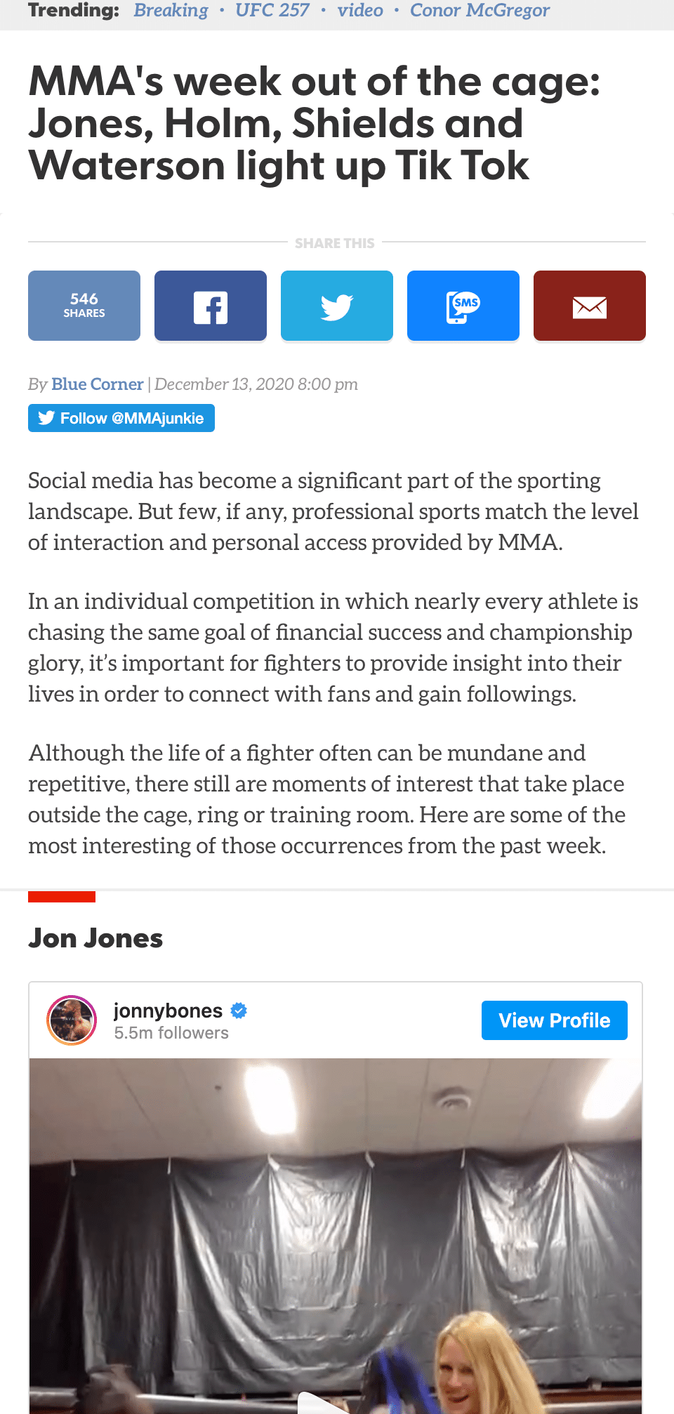 Trending: Breaking • UFC 257 • video • Conor McGregor
MMA's week out of the cage:
Jones, Holm, Shields and
Waterson light up Tik Tok
SHARE THIS
546
SHARES
SMS
By Blue Corner | December 13, 2020 8:00 pm
Follow @MMAjunkie
Social media has become a significant part of the sporting
landscape. But few, if any, professional sports match the level
of interaction and personal access provided by MMA.
In an individual competition in which nearly every athlete is
chasing the same goal of financial success and championship
glory, it’s important for fighters to provide insight into their
lives in order to connect with fans and gain followings.
Although the life of a fighter often can be mundane and
repetitive, there still are moments of interest that take place
outside the cage, ring or training room. Here are some of the
most interesting of those occurrences from the past week.
Jon Jones
jonnybones
5.5m followers
View Profile